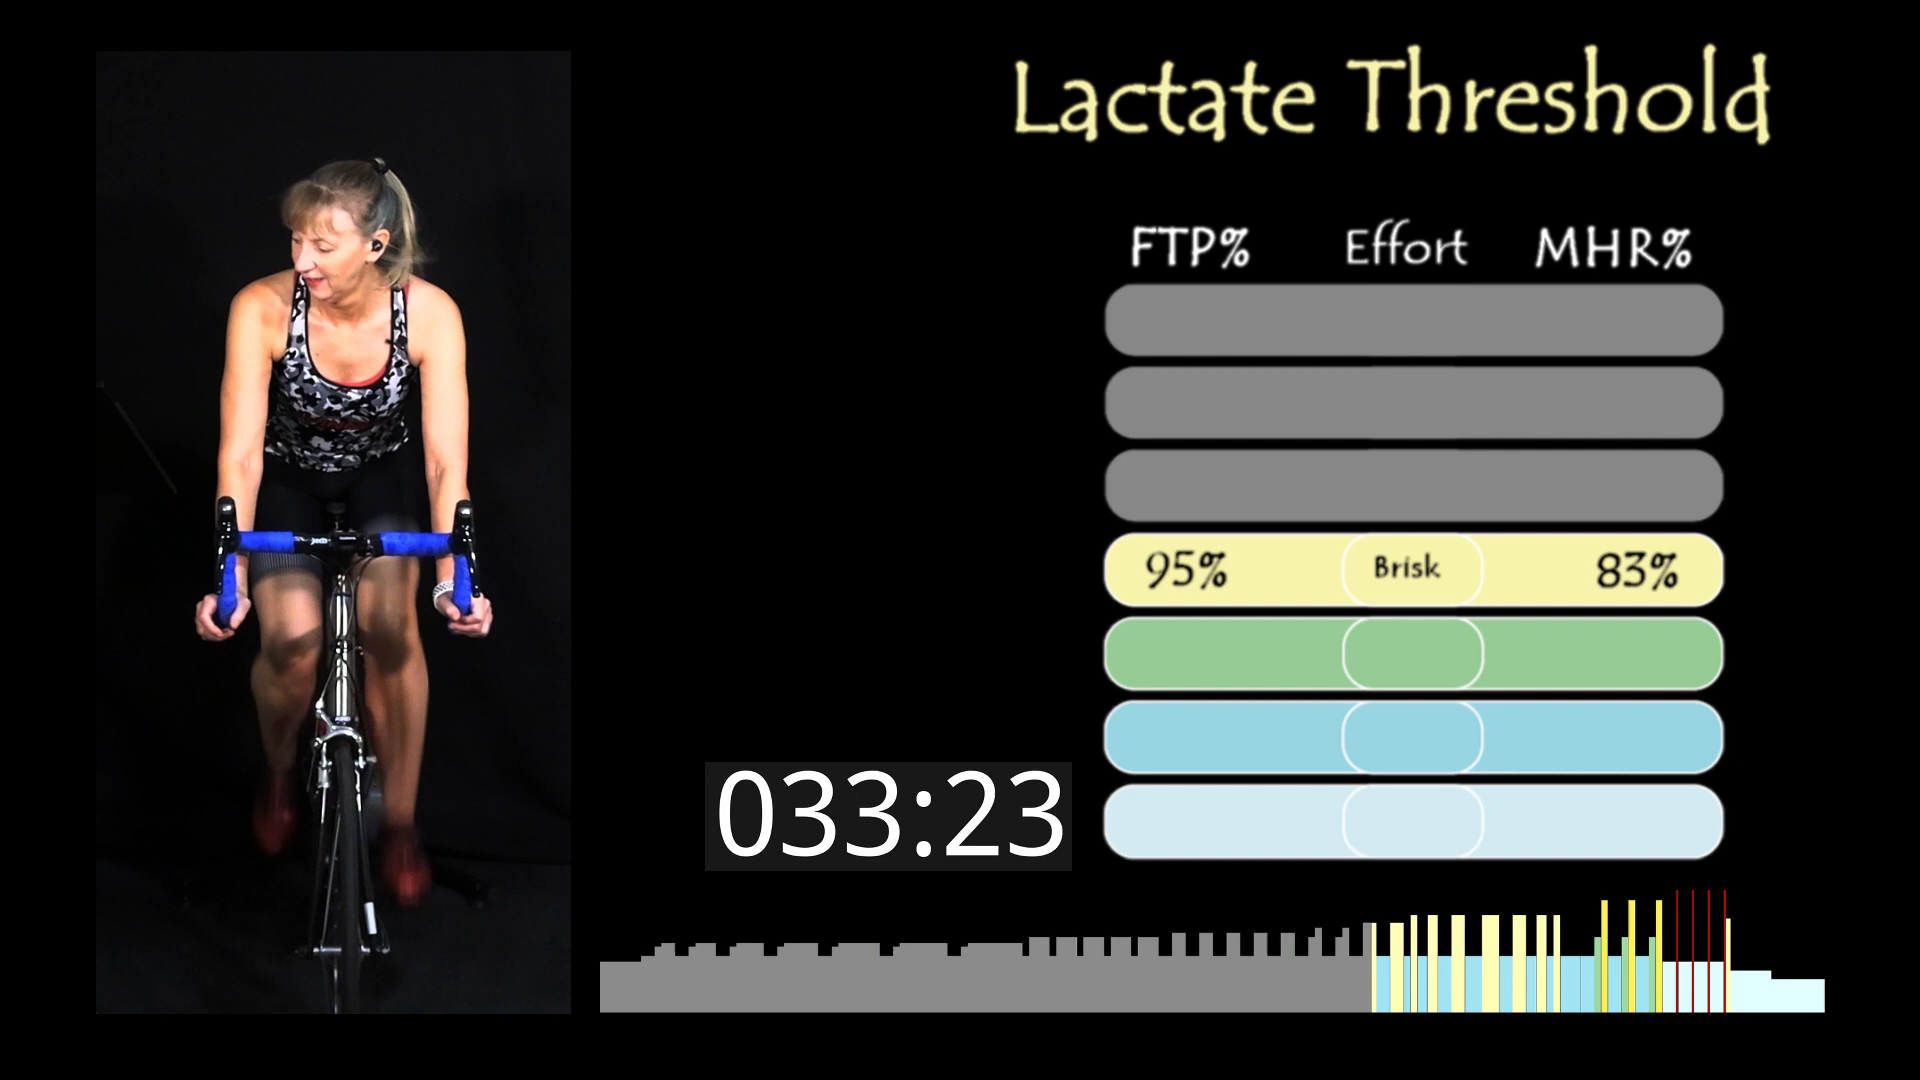 Lactate Threshold
FTP% Effort MHR%
95% Brisk 83%
033:23